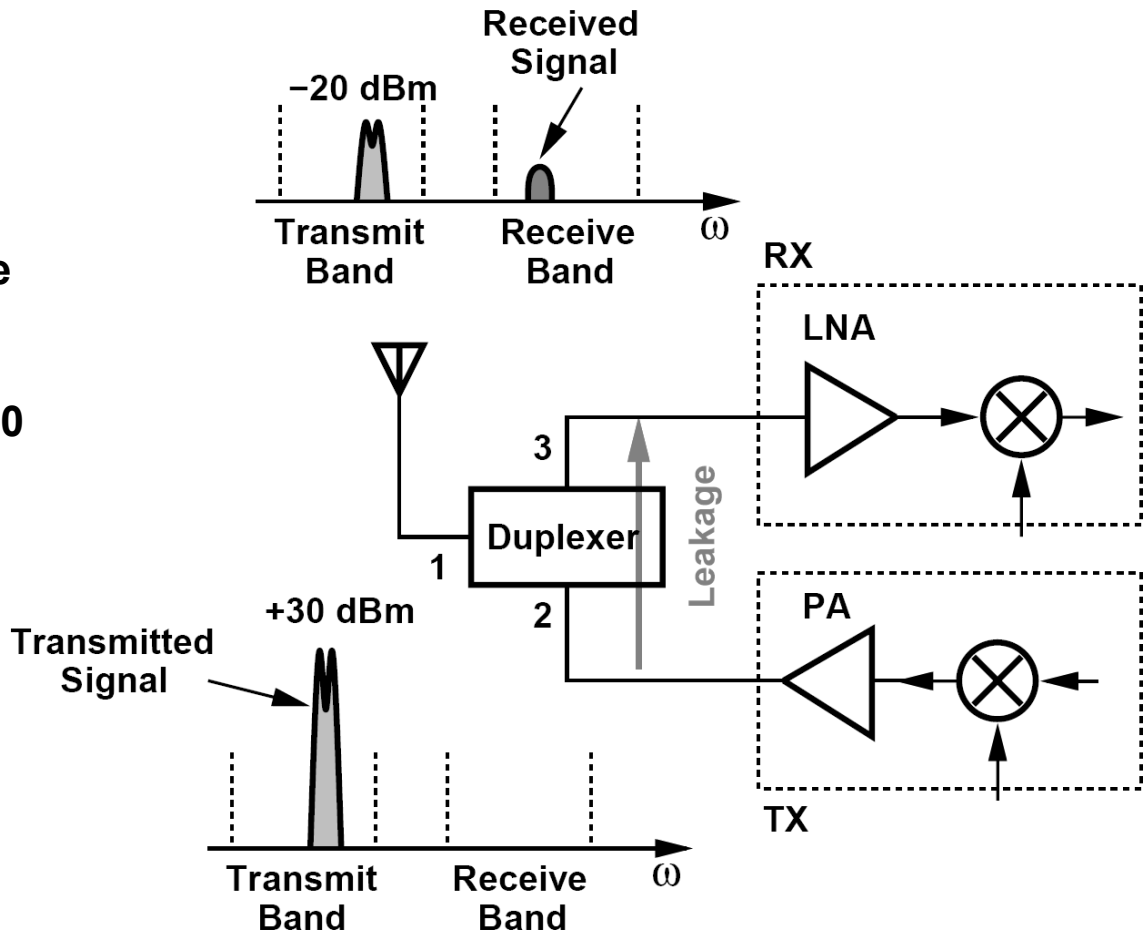 Received
Signal
−20 dBm
Transmit
Band
Receive
Band
ω
e
0
RX
LNA
3
Duplexer
1
2
Leakage
+30 dBm
Transmitted
Signal
PA
TX
Transmit
Band
Receive
Band
ω